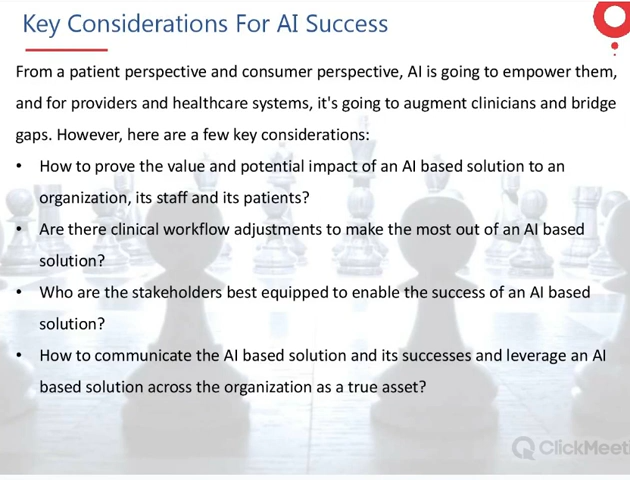 Key Considerations For AI Success
From a patient perspective and consumer perspective, AI is going to empower them,
and for providers and healthcare systems, it's going to augment clinicians and bridge
gaps. However, here are a few key considerations:
• How to prove the value and potential impact of an AI based solution to an
organization, its staff and its patients?
• Are there clinical workflow adjustments to make the most out of an AI based
solution?
• Who are the stakeholders best equipped to enable the success of an AI based
solution?
• How to communicate the AI based solution and its successes and leverage an AI
based solution across the organization as a true asset?
ClickMeeti